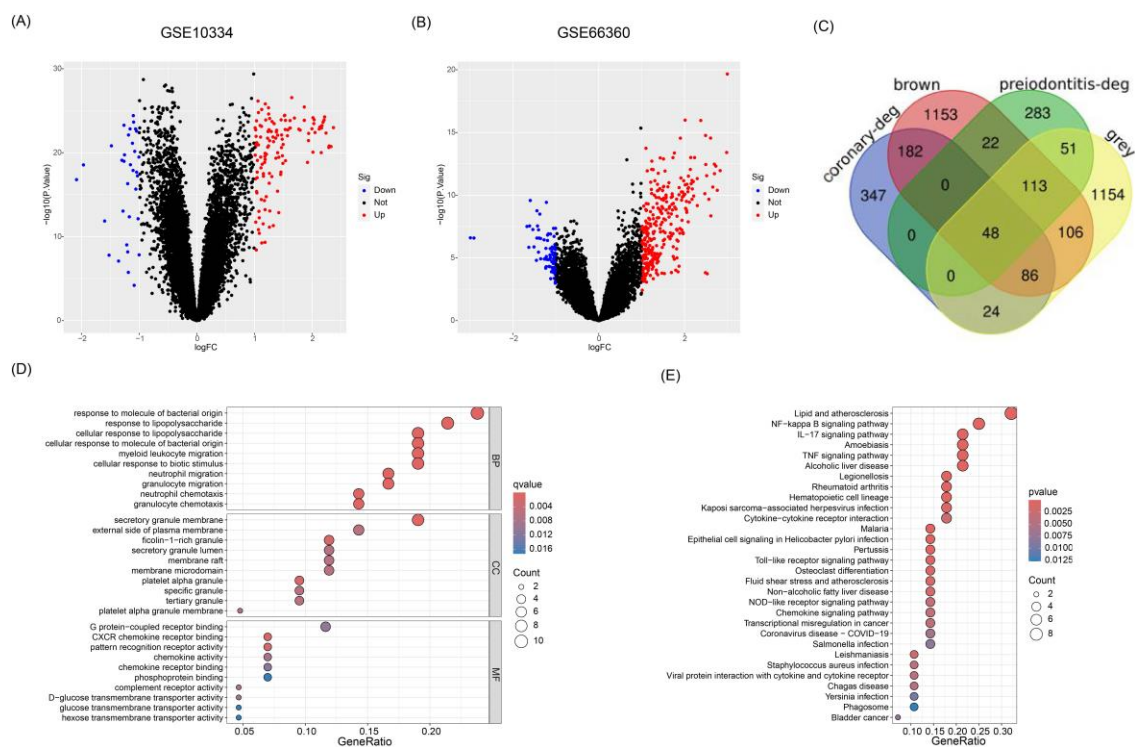 (A)
GSE10334
30
20
10
0
−log10(P.Value)
−2
−1
0
1
2
logFC
Sig
Down
Not
Up
(B)
GSE66360
20
15
10
5
0
−log10(P.Value)
−3
−2
−1
0
1
2
3
logFC
Sig
Down
Not
Up
(C)
coronary-deg
brown
preiodontitis-deg
grey
1153
283
182
22
51
347
0
113
1154
0
48
106
0
86
24
(D)
response to molecule of bacterial origin
response to lipopolysaccharide
cellular response to lipopolysaccharide
cellular response to molecule of bacterial origin
myeloid leukocyte migration
cellular response to biotic stimulus
neutrophil migration
granulocyte migration
neutrophil chemotaxis
granulocyte chemotaxis
BP
secretory granule membrane
external side of plasma membrane
ficolin−1−rich granule
secretory granule lumen
membrane raft
membrane microdomain
platelet alpha granule
specific granule
tertiary granule
platelet alpha granule membrane
CC
G protein−coupled receptor binding
CXCR chemokine receptor binding
pattern recognition receptor activity
chemokine activity
chemokine receptor binding
phosphoprotein binding
complement receptor activity
D−glucose transmembrane transporter activity
glucose transmembrane transporter activity
hexose transmembrane transporter activity
MF
0.05
0.10
0.15
0.20
GeneRatio
qvalue
0.004
0.008
0.012
0.016
Count
2
4
6
8
10
(E)
Lipid and atherosclerosis
NF−kappa B signaling pathway
IL−17 signaling pathway
Amoebiasis
TNF signaling pathway
Alcoholic liver disease
Legionellosis
Rheumatoid arthritis
Hematopoietic cell lineage
Kaposi sarcoma−associated herpesvirus infection
Cytokine−cytokine receptor interaction
Malaria
Epithelial cell signaling in Helicobacter pylori infection
Pertussis
Toll−like receptor signaling pathway
Osteoclast differentiation
Fluid shear stress and atherosclerosis
Non−alcoholic fatty liver disease
NOD−like receptor signaling pathway
Chemokine signaling pathway
Transcriptional misregulation in cancer
Coronavirus disease − COVID−19
Salmonella infection
Leishmaniasis
Staphylococcus aureus infection
Viral protein interaction with cytokine and cytokine receptor
Chagas disease
Yersinia infection
Phagosome
Bladder cancer
0.10
0.15
0.20
0.25
0.30
GeneRatio
pvalue
0.0025
0.0050
0.0075
0.0100
0.0125
Count
2
4
6
8